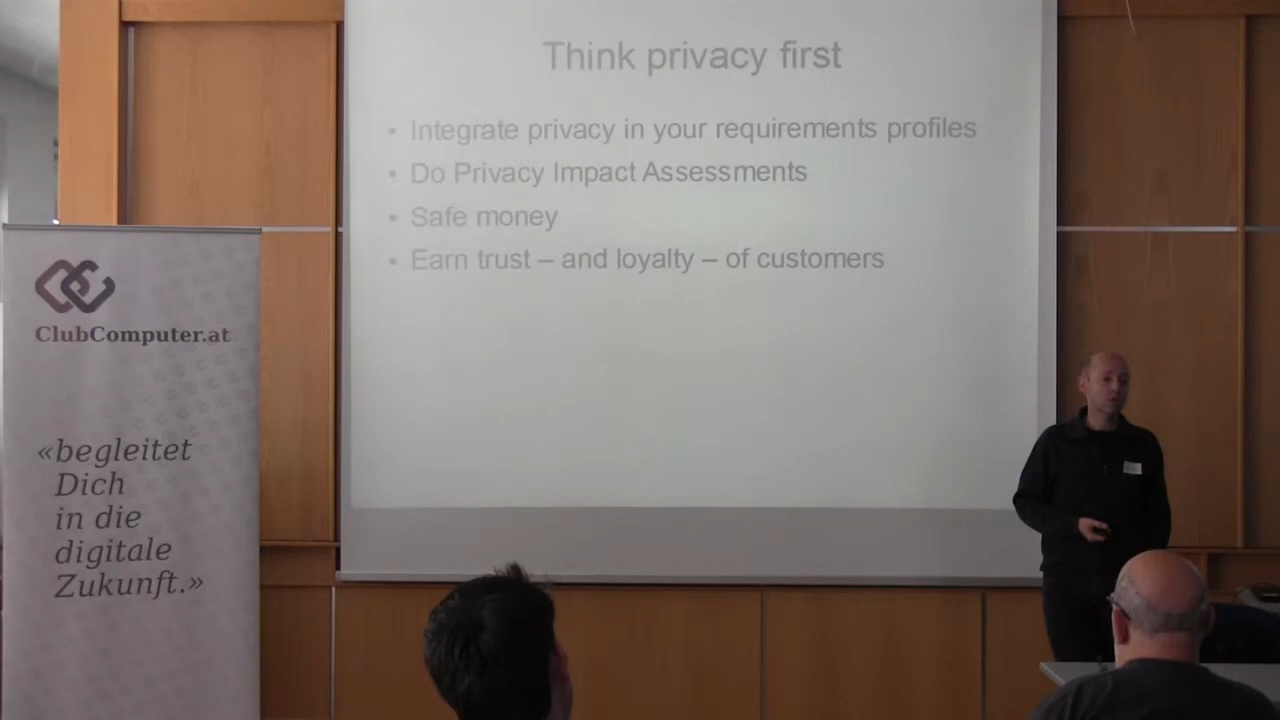 Think privacy first
• Integrate privacy in your requirements profiles
• Do Privacy Impact Assessments
• Safe money
• Earn trust – and loyalty – of customers
ClubComputer.at
«begleitet
Dich
in die
digitale
Zukunft.»